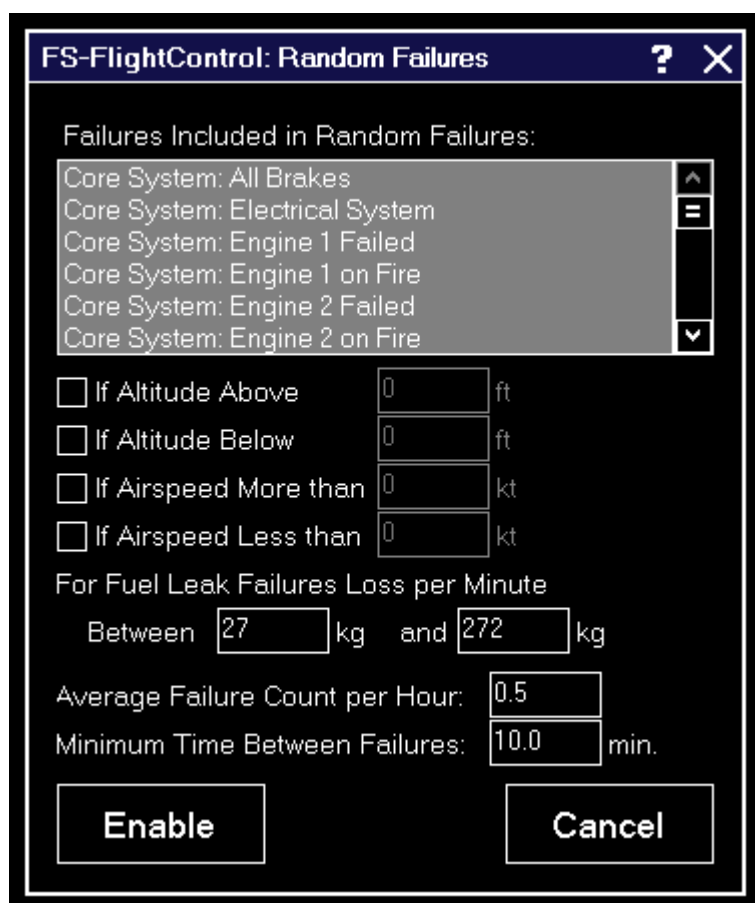 FS-FlightControl: Random Failures ? X
Failures Included in Random Failures:
Core System: All Brakes
Core System: Electrical System
Core System: Engine 1 Failed
Core System: Engine 1 on Fire
Core System: Engine 2 Failed
Core System: Engine 2 on Fire
If Altitude Above 0 ft
If Altitude Below 0 ft
If Airspeed More than 0 kt
If Airspeed Less than 0 kt
For Fuel Leak Failures Loss per Minute
Between 27 kg and 272 kg
Average Failure Count per Hour: 0.5
Minimum Time Between Failures: 10.0 min.
Enable Cancel